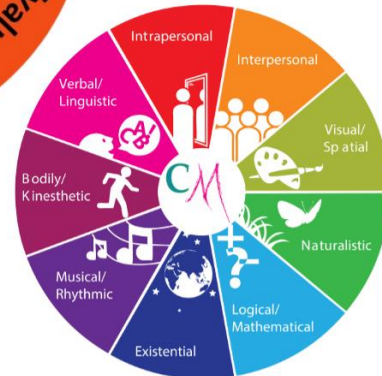 Intrapersonal
Interpersonal
Visual/
Spatial
Naturalistic
Logical/
Mathematical
Existential
Musical/
Rhythmic
Bodily/
Kinesthetic
Verbal/
Linguistic
CM